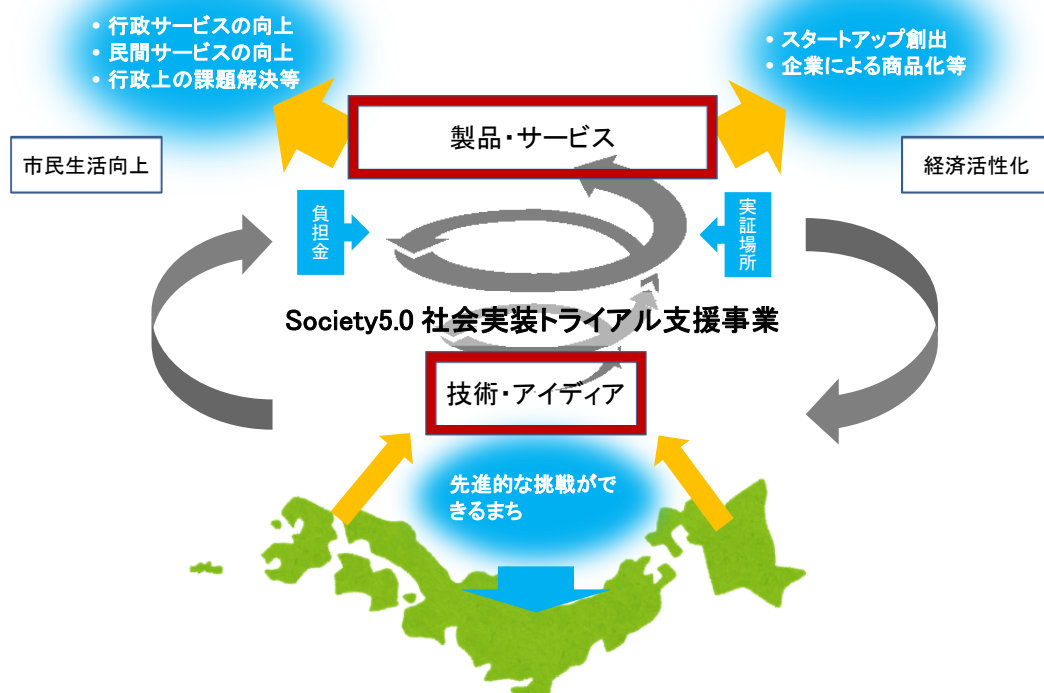 • 行政サービスの向上
• 民間サービスの向上
• 行政上の課題解決等
• スタートアップ創出
• 企業による商品化等
製品・サービス
市民生活向上
経済活性化
負担金
実証場所
Society5.0 社会実装トライアル支援事業
技術・アイディア
先進的な挑戦がで
きるまち